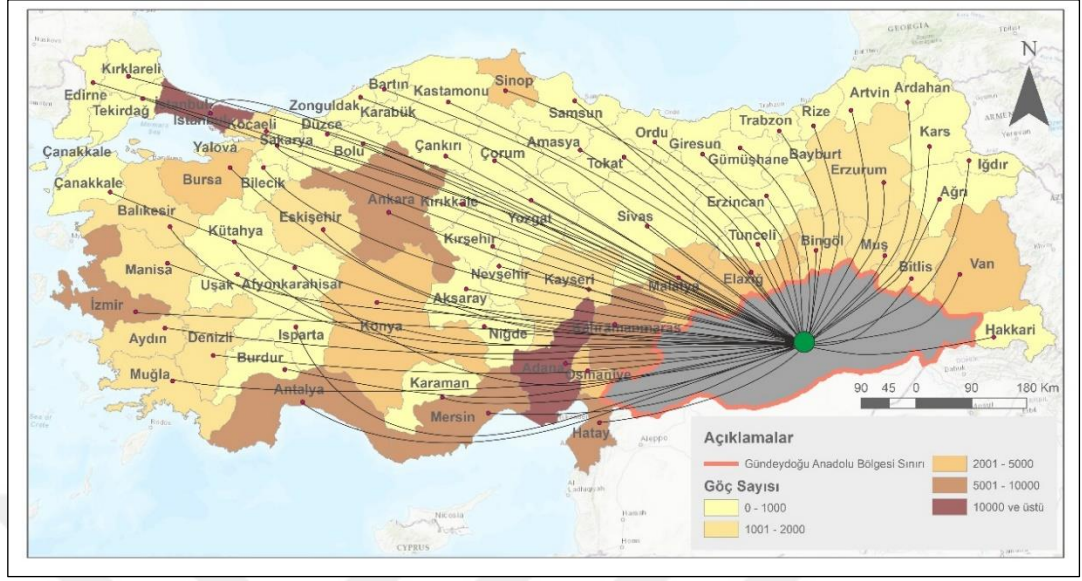 GEORGIA
N
Kırklareli
Edirne
Tekirdağ
İstanbul
Kocaeli
Yalova
Sakarya
Düzce
Bolu
Zonguldak
Bartın
Karabük
Kastamonu
Sinop
Samsun
Çankırı
Çorum
Amasya
Tokat
Ordu
Giresun
Trabzon
Rize
Artvin
Ardahan
Kars
Gümüşhane
Bayburt
Erzurum
Iğdır
Ağrı
Çanakkale
Çanakkale
Bursa
Bilecik
Balıkesir
Kütahya
Eskişehir
Ankara
Kırıkkale
Yozgat
Sivas
Erzincan
Tunceli
Bingöl
Muş
Bitlis
Van
Kırşehir
Nevşehir
Kayseri
Malatya
Elazığ
Manisa
Uşak
Afyonkarahisar
Aksaray
İzmir
Konya
Niğde
Kahramanmaraş
Hakkari
Aydın
Denizli
Isparta
Burdur
Muğla
Antalya
Karaman
Mersin
Adana
Osmaniye
Hatay
Aleppo
Nicosia
CYPRUS
90 45 0 90 180 Km
Açıklamalar
Gündeydoğu Anadolu Bölgesi Sınırı
Göç Sayısı
0 - 1000
1001 - 2000
2001 - 5000
5001 - 10000
10000 ve üstü